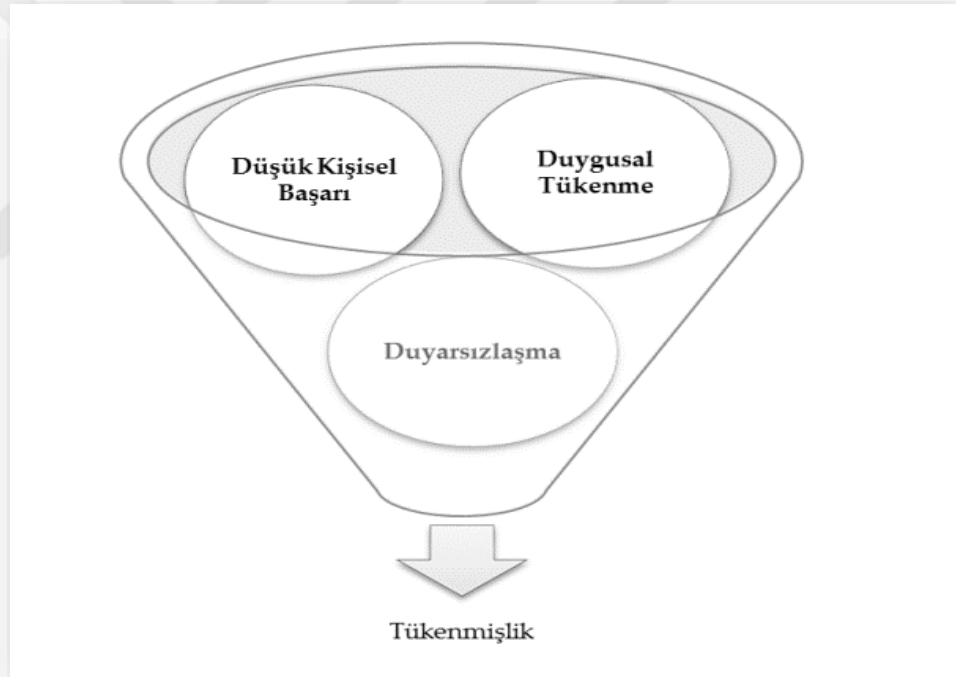 Düşük Kişisel
Başarı
Duygusal
Tükenme
Duyarsızlaşma
Tükenmişlik